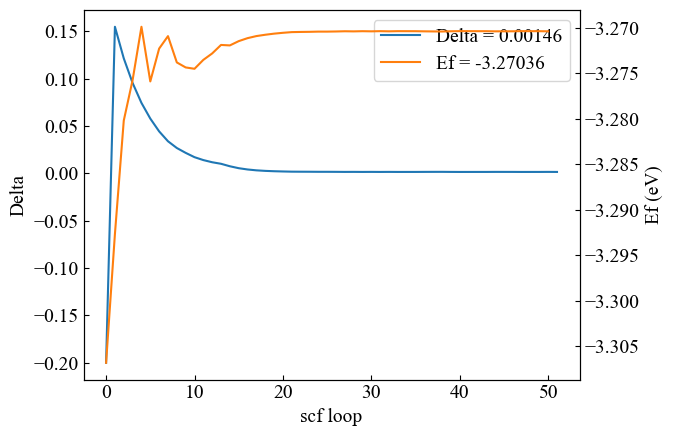 Delta = 0.00146
Ef = -3.27036
0.15
0.10
0.05
0.00
−0.05
−0.10
−0.15
−0.20
Delta
−3.270
−3.275
−3.280
−3.285
−3.290
−3.295
−3.300
−3.305
Ef (eV)
0 10 20 30 40 50
scf loop